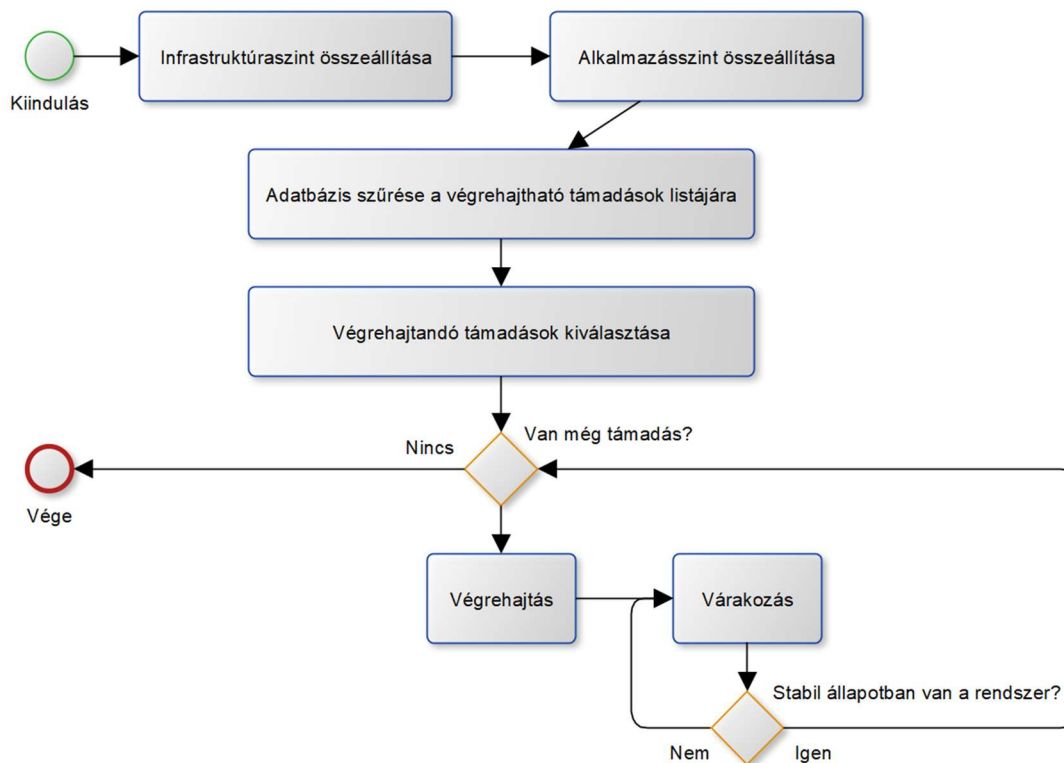 Infrastruktúraszint összeállítása
Alkalmazásszint összeállítása
Kiindulás
Adatbázis szűrése a végrehajtható támadások listájára
Végrehajtandó támadások kiválasztása
Van még támadás?
Nincs
Vége
Végrehajtás
Várakozás
Stabil állapotban van a rendszer?
Nem
Igen